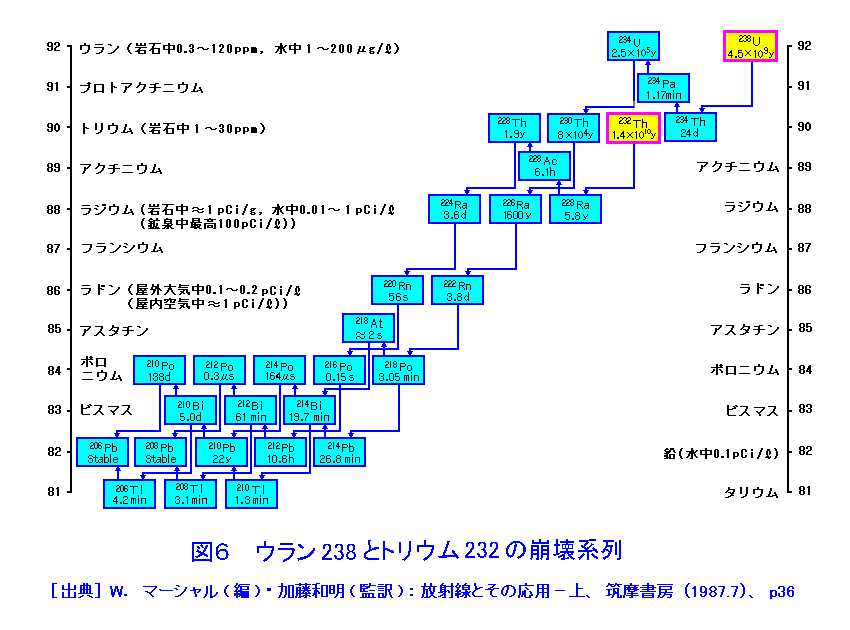 92 ウラン（岩石中0.3～120ppm，水中１～200μg/ℓ） ²³⁴U ²³⁸U 92
2.5×10⁵y 4.5×10⁹y
91 プロトアクチニウム ²³⁴Pa 91
1.17min
90 トリウム（岩石中１～30ppm） ²²⁸Th ²³⁰Th ²³²Th ²³⁴Th 90
1.9y 8×10⁴y 1.4×10¹⁰y 24d
89 アクチニウム ²²⁸Ac アクチニウム 89
6.1h
88 ラジウム（岩石中≈１pCi/g，水中0.01～１pCi/ℓ ²²⁴Ra ²²⁶Ra ²²⁸Ra ラジウム 88
（鉱泉中最高100pCi/ℓ）） 3.6d 1600y 5.8y
87 フランシウム フランシウム 87
86 ラドン（屋外大気中0.1～0.2pCi/ℓ ²²⁰Rn ²²²Rn ラドン 86
（屋内空気中≈１pCi/ℓ）） 56s 3.8d
85 アスタチン ²¹⁸At アスタチン 85
≈2s
84 ポロ ²¹⁰Po ²¹²Po ²¹⁴Po ²¹⁶Po ²¹⁸Po ポロニウム 84
ニウム 138d 0.3μs 164μs 0.15s 3.05min
83 ビスマス ²¹⁰Bi ²¹²Bi ²¹⁴Bi ビスマス 83
5.0d 61min 19.7min
82 ²⁰⁶Pb ²⁰⁸Pb ²¹⁰Pb ²¹²Pb ²¹⁴Pb 鉛（水中0.1pCi/ℓ） 82
Stable Stable 22y 10.6h 26.8min
81 ²⁰⁶Tl ²⁰⁸Tl ²¹⁰Tl タリウム 81
4.2min 3.1min 1.3min
図６　ウラン238とトリウム232の崩壊系列
［出典］W．マーシャル（編）・加藤和明（監訳）：放射線とその応用－上、筑摩書房（1987.7）、p36